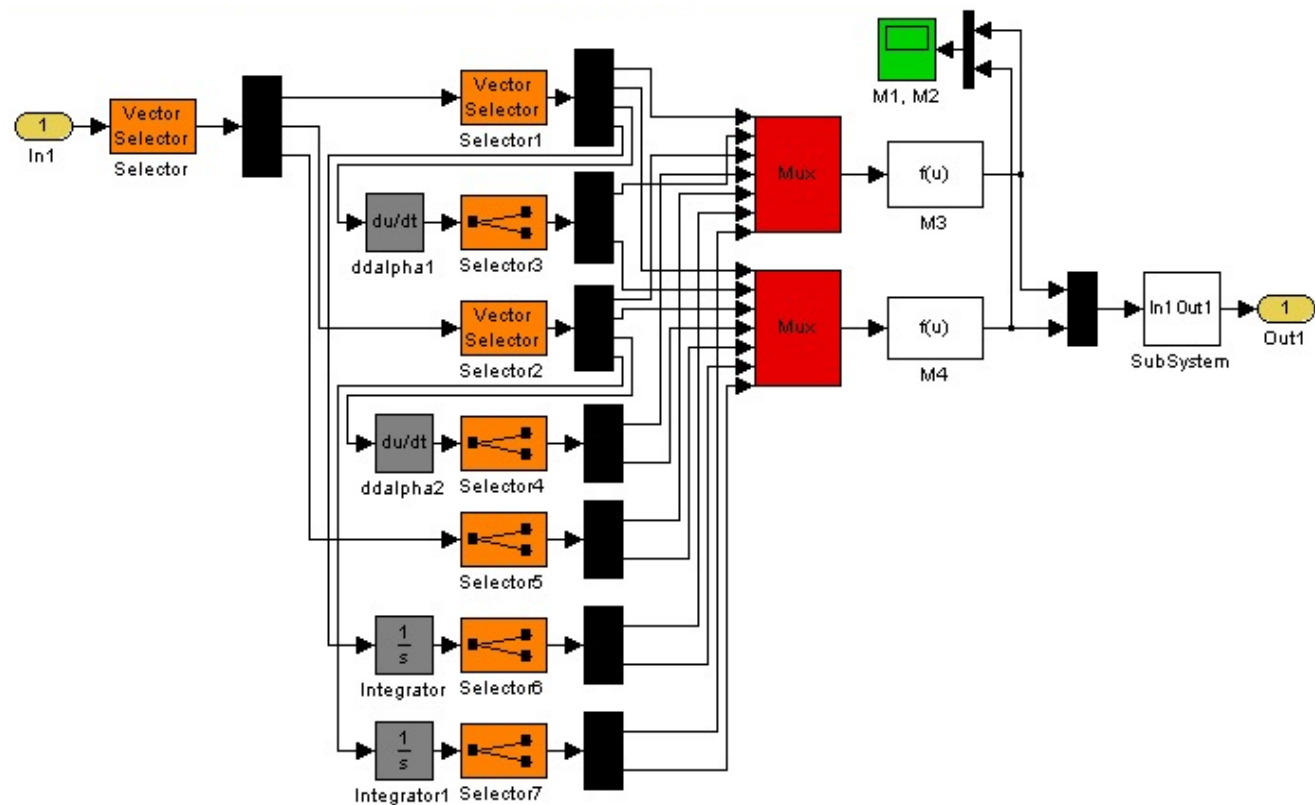 1
In1
Vector
Selector
Selector
Vector
Selector
Selector1
du/dt
ddalpha1
Selector3
Vector
Selector
Selector2
du/dt
ddalpha2
Selector4
Selector5
1
s
Integrator
Selector6
1
s
Integrator1
Selector7
Mux
Mux
M1, M2
f(u)
M3
f(u)
M4
In1 Out1
SubSystem
1
Out1